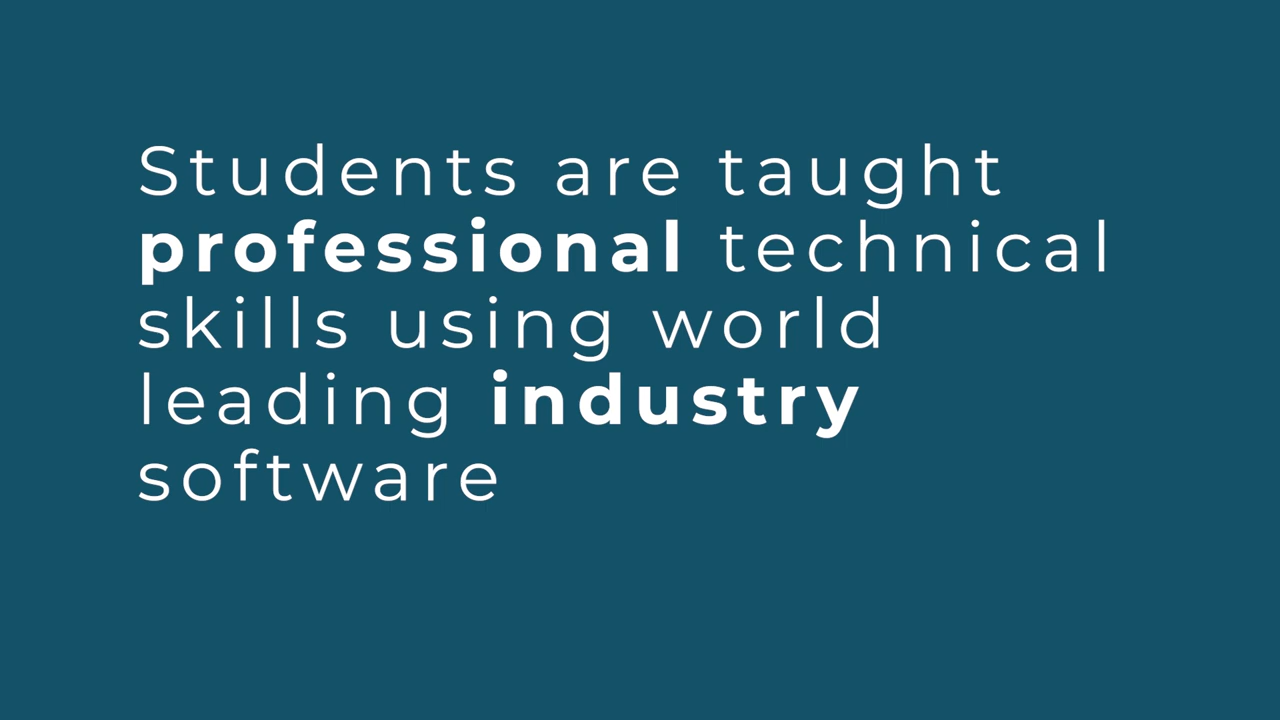 Students are taught
professional technical
skills using world
leading industry
software